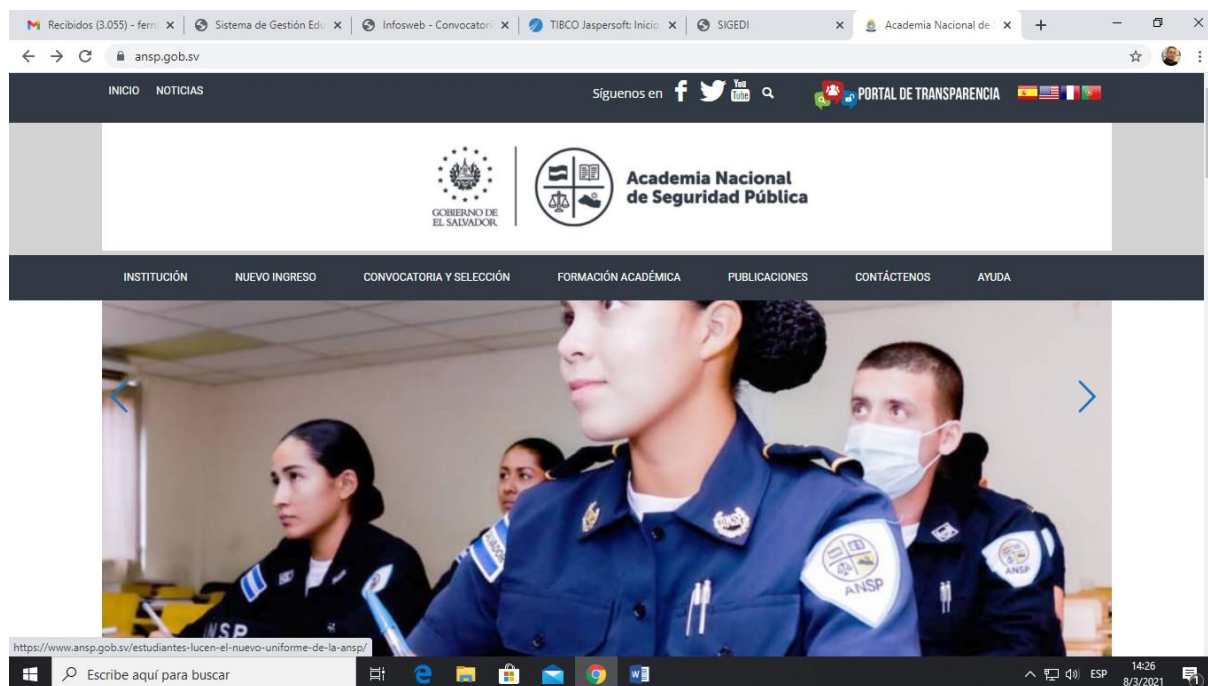 Recibidos (3.055) - fern
Sistema de Gestión Edu
Infosweb - Convocator
TIBCO Jaspersoft: Inicio
SIGEDI
Academia Nacional de
ansp.gob.sv
INICIO NOTICIAS
Síguenos en f You Tube
PORTAL DE TRANSPARENCIA
GOBIERNO DE
EL SALVADOR
Academia Nacional
de Seguridad Pública
INSTITUCIÓN NUEVO INGRESO CONVOCATORIA Y SELECCIÓN FORMACIÓN ACADÉMICA PUBLICACIONES CONTÁCTENOS AYUDA
ANSP
ANSP
https://www.ansp.gob.sv/estudiantes-lucen-el-nuevo-uniforme-de-la-ansp/
Escribe aquí para buscar
ESP
14:26
8/3/2021